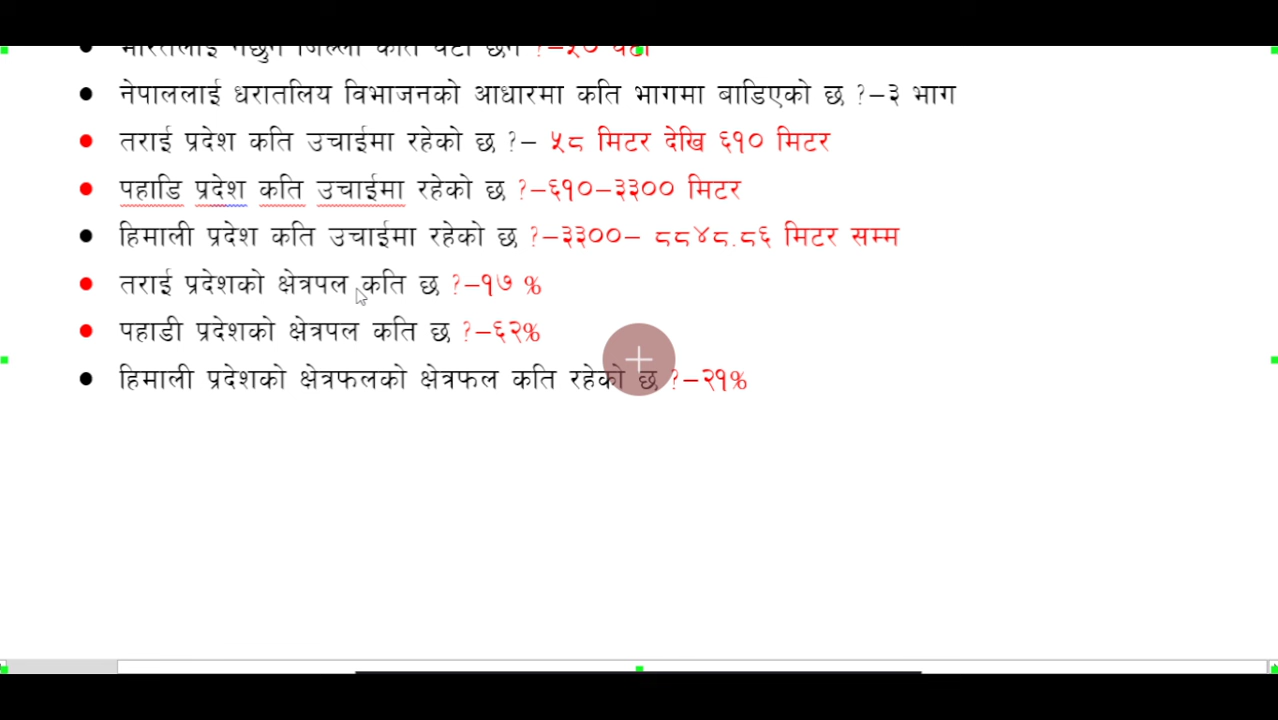 नेपाललाई धरातलिय विभाजनको आधारमा कति भागमा बाडिएको छ ?–३ भाग
तराई प्रदेश कति उचाईमा रहेको छ ?– ५८ मिटर देखि ६१० मिटर
पहाडि प्रदेश कति उचाईमा रहेको छ ?–६१०–३३०० मिटर
हिमाली प्रदेश कति उचाईमा रहेको छ ?–३३००– ८८४८.८६ मिटर सम्म
तराई प्रदेशको क्षेत्रपल कति छ ?–१७ %
पहाडी प्रदेशको क्षेत्रपल कति छ ?–६२%
हिमाली प्रदेशको क्षेत्रफलको क्षेत्रफल कति रहेको छ ?–२१%